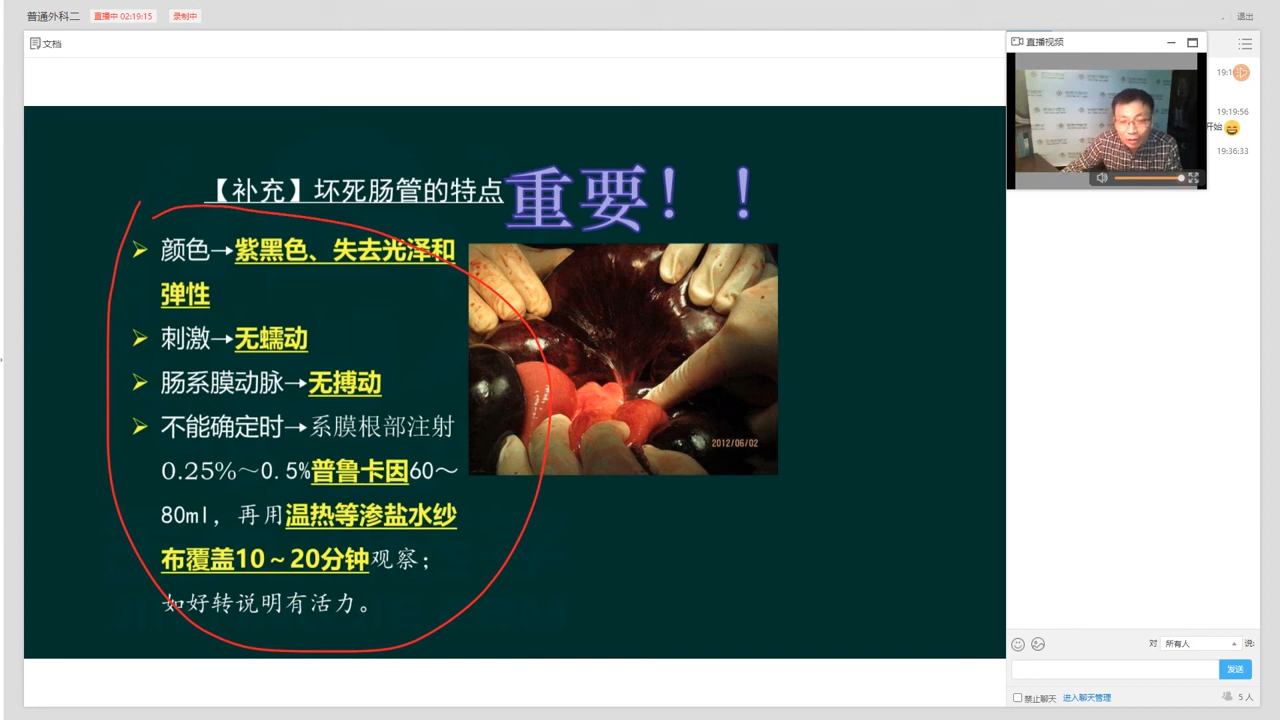 普通外科二
直播中 02:19:15
录制中
退出
文档
直播视频
【补充】坏死肠管的特点
重要！！
颜色→紫黑色、失去光泽和
弹性
刺激→无蠕动
肠系膜动脉→无搏动
不能确定时→系膜根部注射
0.25%～0.5%普鲁卡因60～
80ml，再用温热等渗盐水纱
布覆盖10～20分钟观察；
如好转说明有活力。
2012/06/02
19:1
19:19:56
开始
19:36:33
对 所有人 说:
发送
禁止聊天 进入聊天管理
5 人